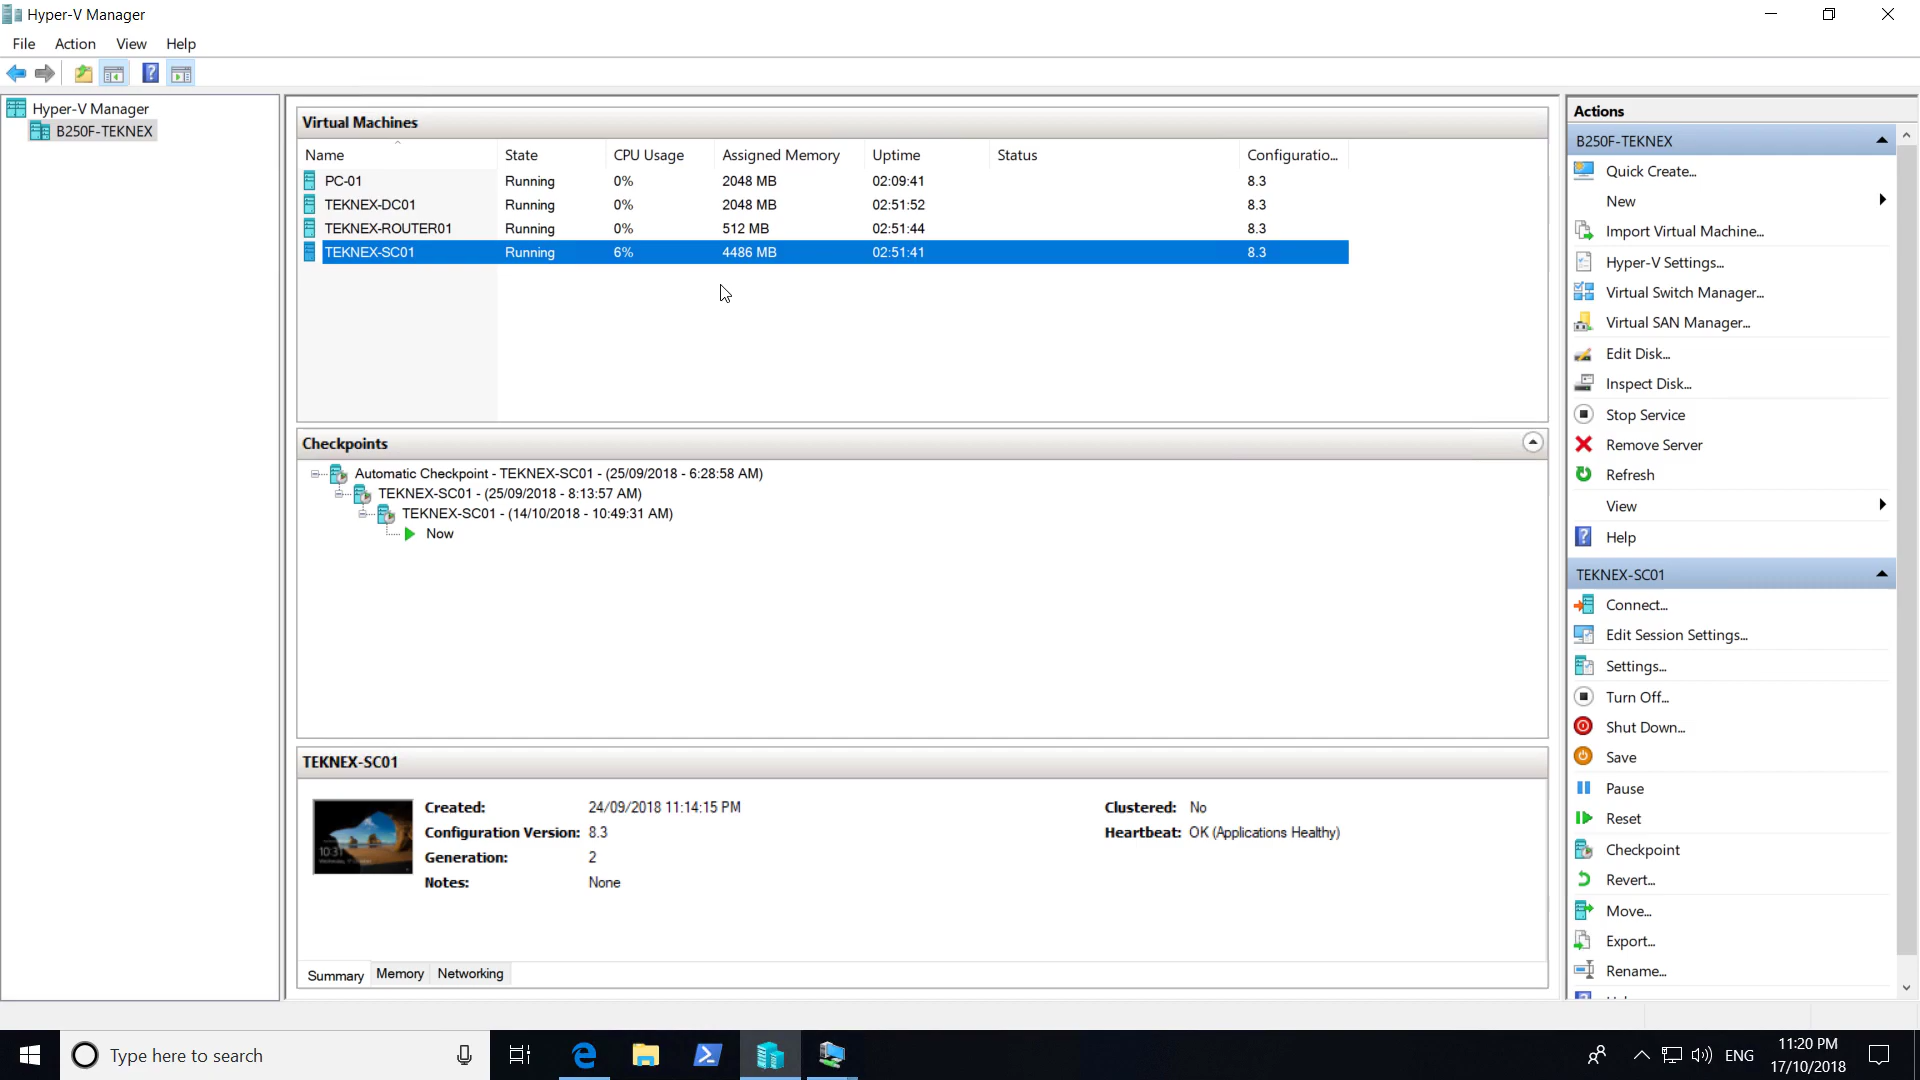 Hyper-V Manager
File Action View Help
Hyper-V Manager
B250F-TEKNEX
Virtual Machines
Name State CPU Usage Assigned Memory Uptime Status Configuratio...
PC-01 Running 0% 2048 MB 02:09:41 8.3
TEKNEX-DC01 Running 0% 2048 MB 02:51:52 8.3
TEKNEX-ROUTER01 Running 0% 512 MB 02:51:44 8.3
TEKNEX-SC01 Running 6% 4486 MB 02:51:41 8.3
Checkpoints
Automatic Checkpoint - TEKNEX-SC01 - (25/09/2018 - 6:28:58 AM)
TEKNEX-SC01 - (25/09/2018 - 8:13:57 AM)
TEKNEX-SC01 - (14/10/2018 - 10:49:31 AM)
Now
TEKNEX-SC01
Created: 24/09/2018 11:14:15 PM Clustered: No
Configuration Version: 8.3 Heartbeat: OK (Applications Healthy)
Generation: 2
Notes: None
10:31
Summary Memory Networking
Actions
B250F-TEKNEX
Quick Create...
New
Import Virtual Machine...
Hyper-V Settings...
Virtual Switch Manager...
Virtual SAN Manager...
Edit Disk...
Inspect Disk...
Stop Service
Remove Server
Refresh
View
Help
TEKNEX-SC01
Connect...
Edit Session Settings...
Settings...
Turn Off...
Shut Down...
Save
Pause
Reset
Checkpoint
Revert...
Move...
Export...
Rename...
Type here to search
ENG
11:20 PM
17/10/2018